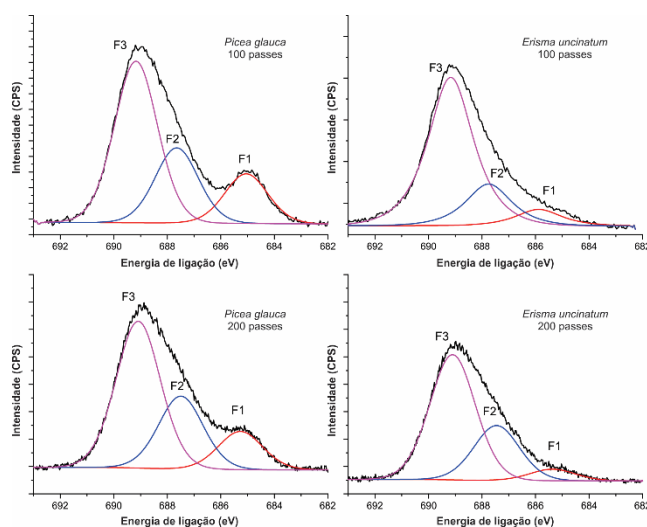 Picea glauca
100 passes
F3
F2
F1
Intensidade (CPS)
692 690 688 686 684 682
Energia de ligação (eV)
Erisma uncinatum
100 passes
F3
F2
F1
Intensidade (CPS)
692 690 688 686 684 682
Energia de ligação (eV)
Picea glauca
200 passes
F3
F2
F1
Intensidade (CPS)
692 690 688 686 684 682
Energia de ligação (eV)
Erisma uncinatum
200 passes
F3
F2
F1
Intensidade (CPS)
692 690 688 686 684 682
Energia de ligação (eV)